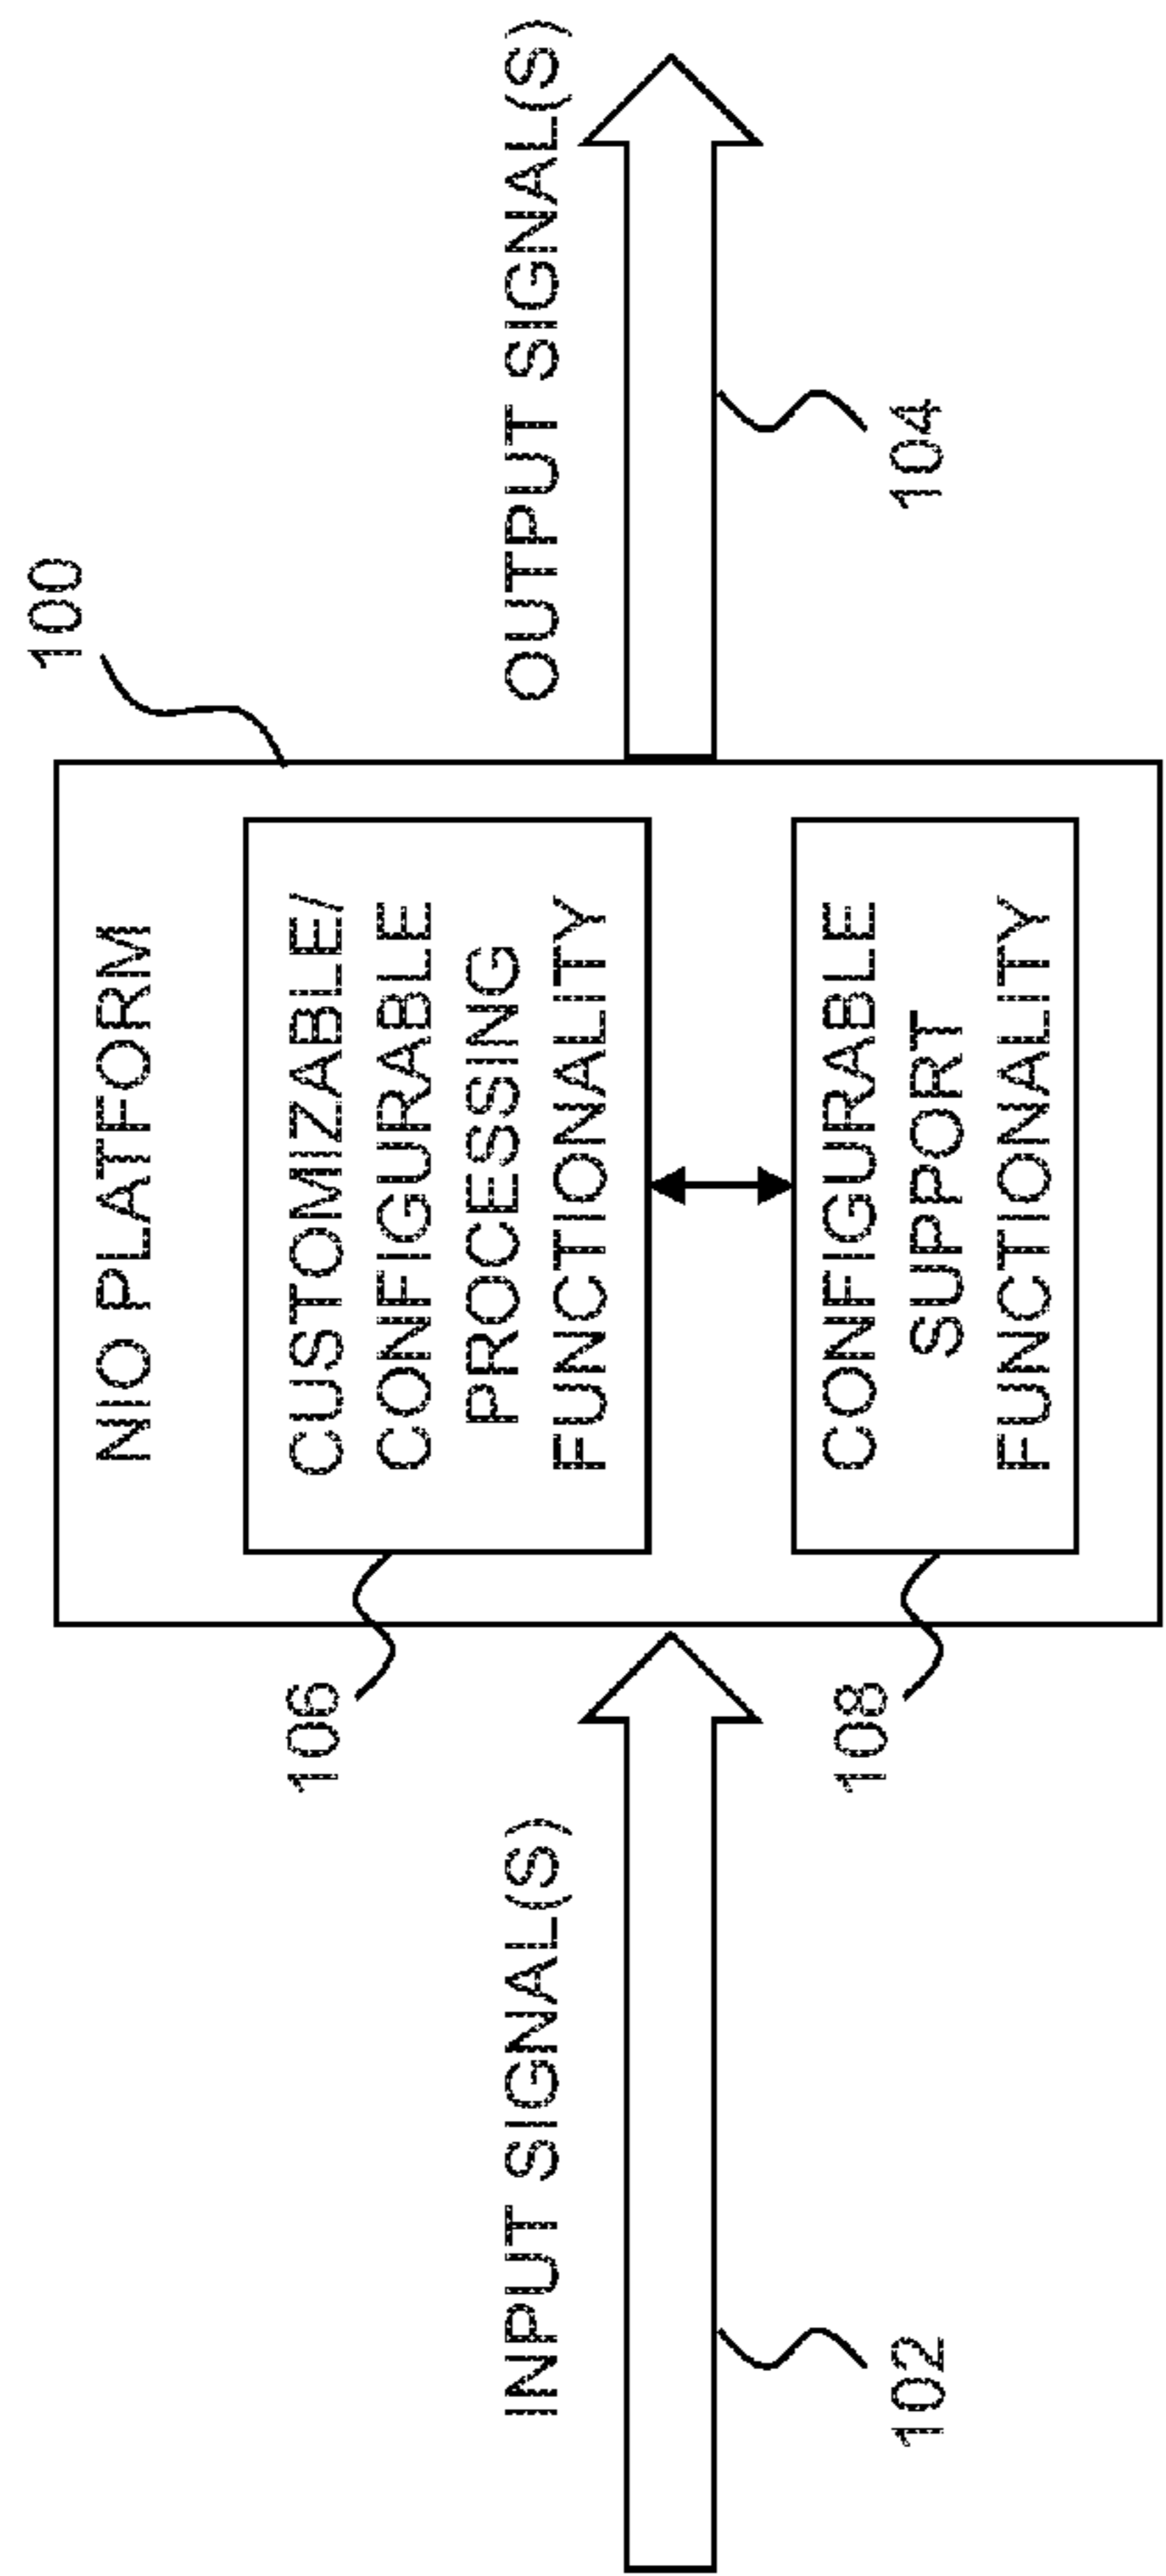 100
NIO PLATFORM
CUSTOMIZABLE/
CONFIGURABLE
PROCESSING
FUNCTIONALITY
106
INPUT SIGNAL(S)
OUTPUT SIGNAL(S)
102
104
CONFIGURABLE
SUPPORT
FUNCTIONALITY
108